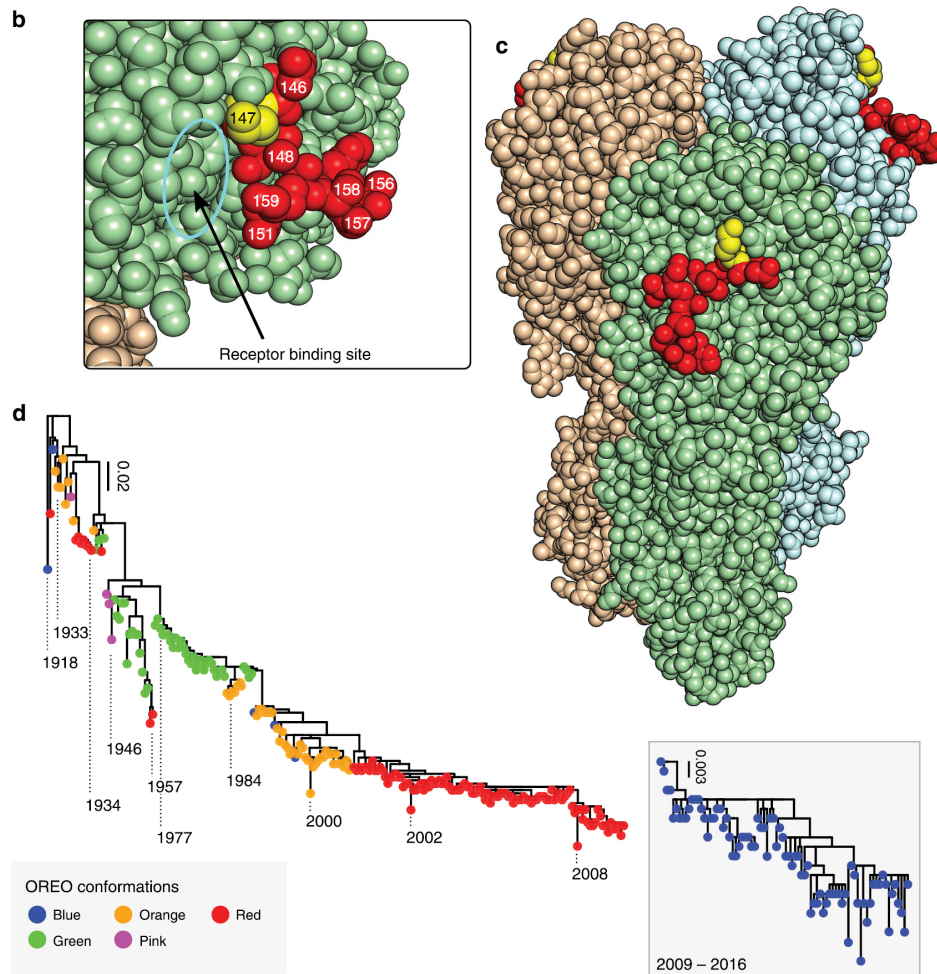 b
146
147
148
158
156
159
157
151
Receptor binding site
c
d
0.02
1933
1918
1946
1934
1957
1977
1984
2000
2002
2008
0.003
2009 – 2016
OREO conformations
Blue
Orange
Red
Green
Pink